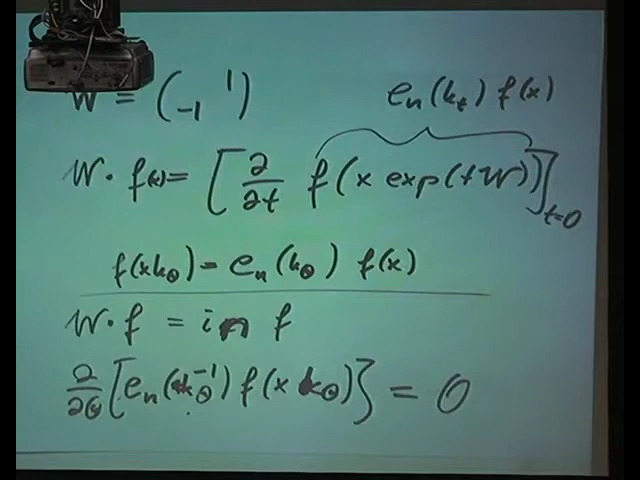 W = ( -1 1 )
e_n(k_t) f(x)
W · f(x) = [ ∂/∂t f(x exp(tW)) ]_{t=0}
f(xk_θ) = e_n(k_θ) f(x)
W·f = in f
∂/∂θ [ e_n(k_θ^{-1}) f(x k_θ) } = 0